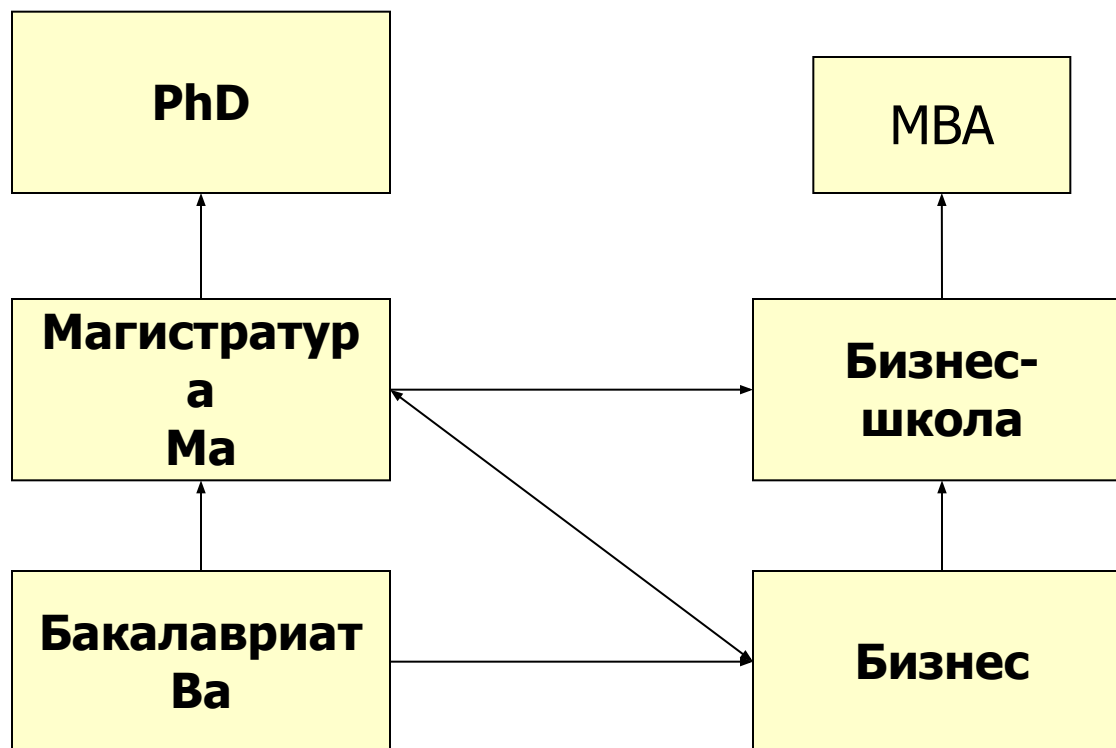 PhD
MBA
Магистратур
а
Ма
Бизнес-
школа
Бакалавриат
Ва
Бизнес